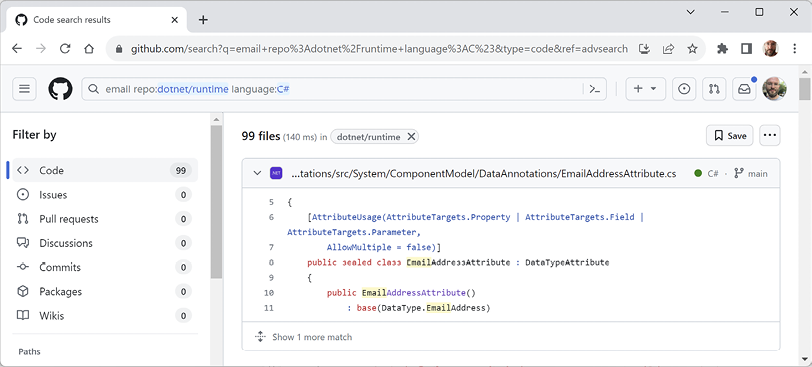 Code search results
github.com/search?q=email+repo%3Adotnet%2Fruntime+language%3AC%23&type=code&ref=advsearch
email repo:dotnet/runtime language:C#
Filter by
Code 99
Issues 0
Pull requests 0
Discussions 0
Commits 0
Packages 0
Wikis 0
Paths
99 files (140 ms) in dotnet/runtime
Save
...tations/src/System/ComponentModel/DataAnnotations/EmailAddressAttribute.cs C# · main
5 {
6 [AttributeUsage(AttributeTargets.Property | AttributeTargets.Field |
AttributeTargets.Parameter,
7 AllowMultiple = false)]
8 public sealed class EmailAddressAttribute : DataTypeAttribute
9 {
10 public EmailAddressAttribute()
11 : base(DataType.EmailAddress)
Show 1 more match